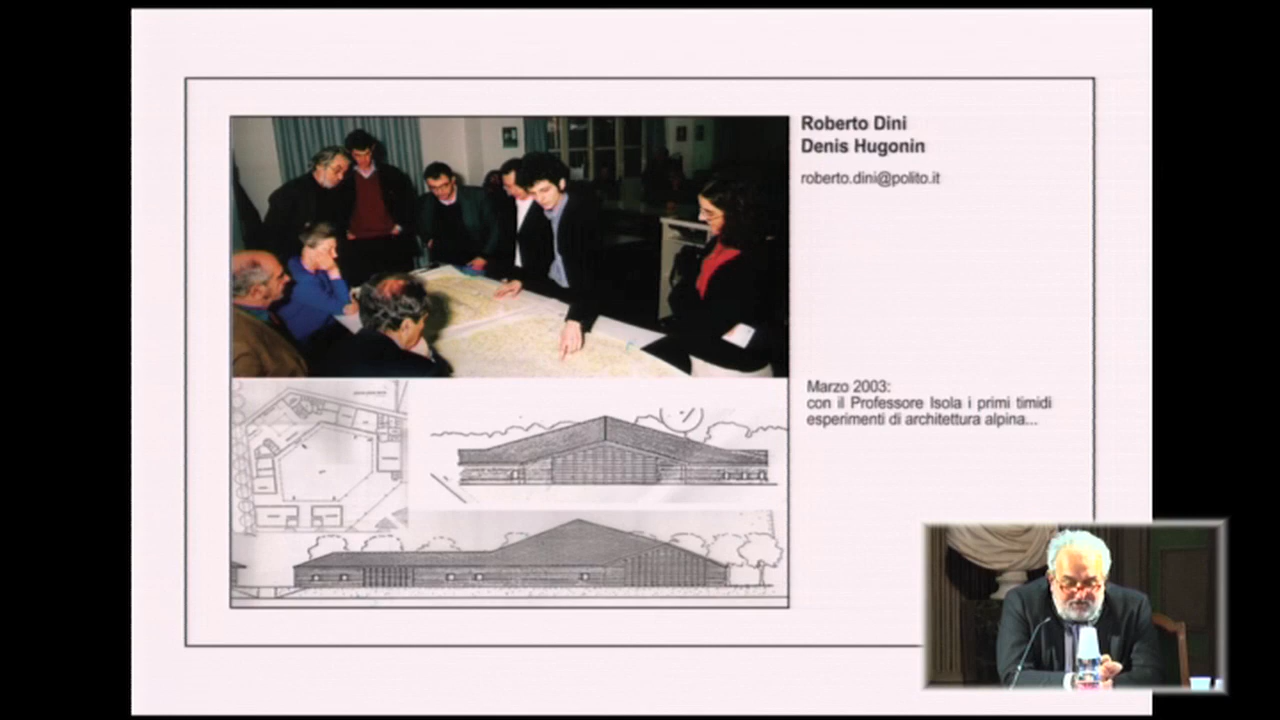 Roberto Dini
Denis Hugonin
roberto.dini@polito.it
Marzo 2003:
con il Professore Isola i primi timidi
esperimenti di architettura alpina...